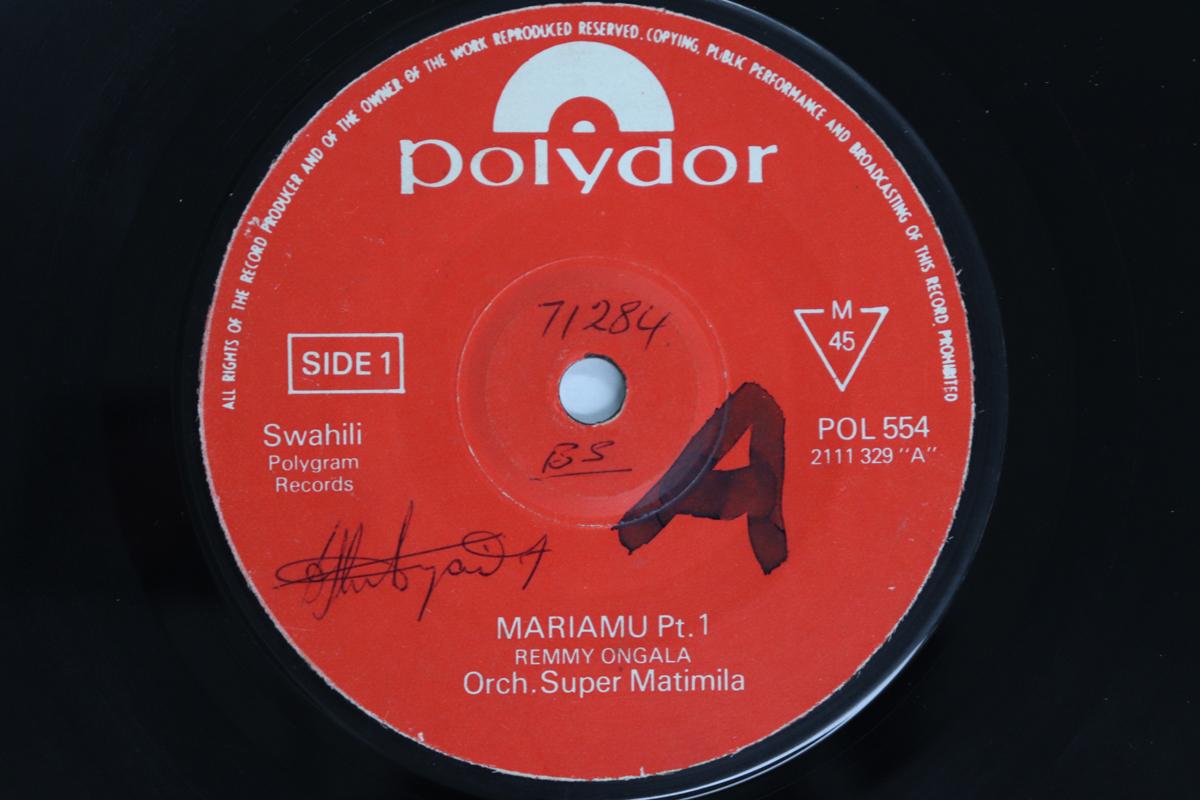 ALL RIGHTS OF THE RECORD PRODUCER AND OF THE OWNER OF THE WORK REPRODUCED RESERVED. COPYING, PUBLIC PERFORMANCE AND BROADCASTING OF THIS RECORD, PROHIBITED
polydor
71284
M
45
SIDE 1
POL 554
2111 329 "A"
Swahili
Polygram
Records
BS
A
MARIAMU Pt.1
REMMY ONGALA
Orch.Super Matimila